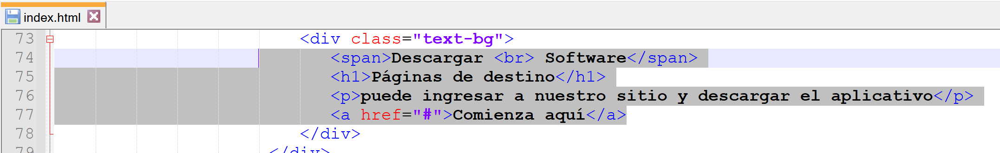 index.html
73 <div class="text-bg">
74 <span>Descargar <br> Software</span>
75 <h1>Páginas de destino</h1>
76 <p>puede ingresar a nuestro sitio y descargar el aplicativo</p>
77 <a href="#">Comienza aquí</a>
78 </div>
79 </div>